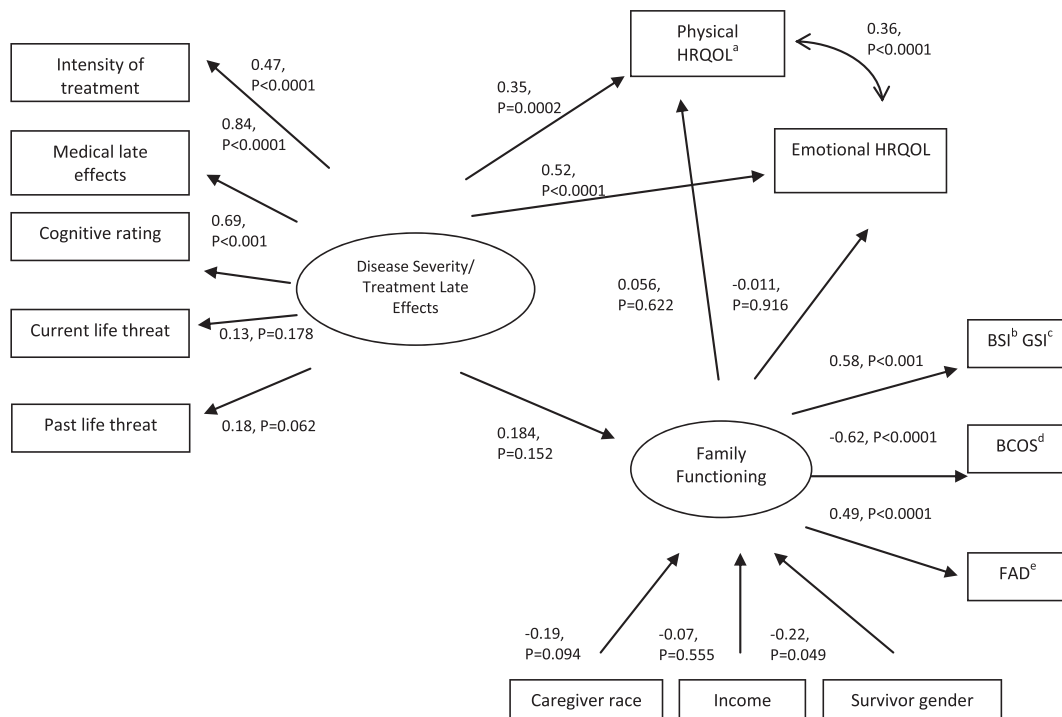 Intensity of
treatment
0.47,
P<0.0001
Physical
HRQOLa
0.36,
P<0.0001
0.84,
P<0.0001
0.35,
P=0.0002
Medical late
effects
Emotional HRQOL
0.52,
P<0.0001
Cognitive rating
0.69,
P<0.001
Disease Severity/
Treatment Late
Effects
0.056,
P=0.622
-0.011,
P=0.916
Current life threat
0.13, P=0.178
BSIb GSIc
0.58, P<0.001
Past life threat
0.18, P=0.062
0.184,
P=0.152
Family
Functioning
-0.62, P<0.0001
BCOSd
0.49, P<0.0001
FADe
-0.19,
P=0.094
-0.07,
P=0.555
-0.22,
P=0.049
Caregiver race
Income
Survivor gender